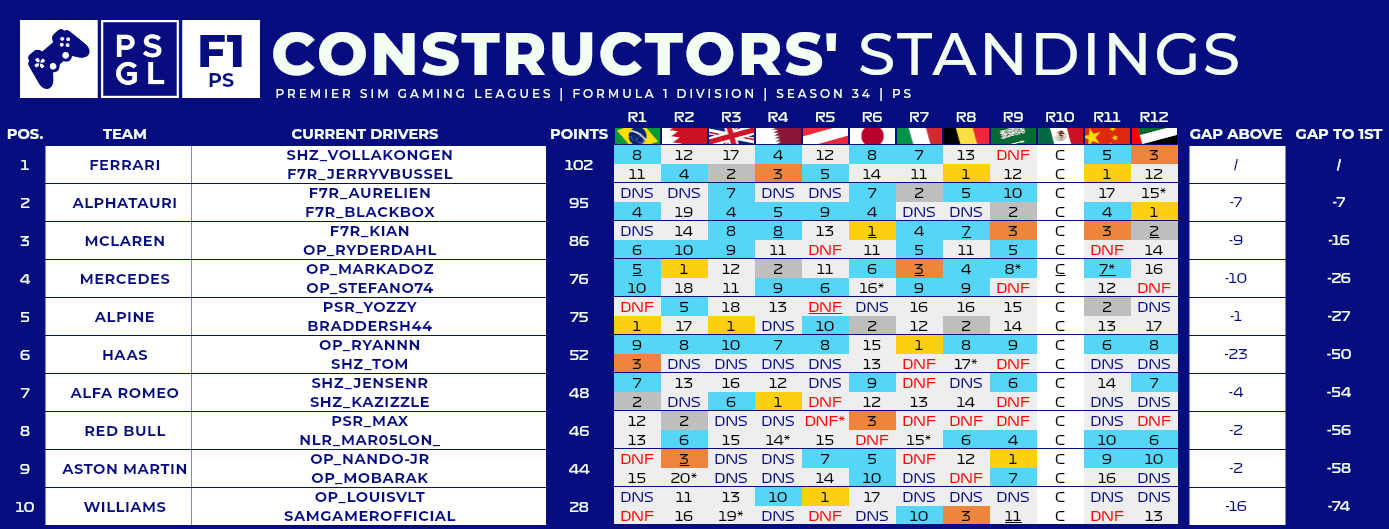 PS GL F1 PS CONSTRUCTORS' STANDINGS
PREMIER SIM GAMING LEAGUES | FORMULA 1 DIVISION | SEASON 34 | PS
POS. TEAM CURRENT DRIVERS POINTS R1 R2 R3 R4 R5 R6 R7 R8 R9 R10 R11 R12 GAP ABOVE GAP TO 1ST
SHZ_VOLLAKONGEN 8 12 17 4 12 8 7 13 DNF C 5 3
1 FERRARI 102 / /
F7R_JERRYVBUSSEL 11 4 2 3 5 14 11 1 12 C 1 12
F7R_AURELIEN DNS DNS 7 DNS DNS 7 2 5 10 C 17 15*
2 ALPHATAURI 95 -7 -7
F7R_BLACKBOX 4 19 4 5 9 4 DNS DNS 2 C 4 1
F7R_KIAN DNS 14 8 8 13 1 4 7 3 C 3 2
3 MCLAREN 86 -9 -16
OP_RYDERDAHL 6 10 9 11 DNF 11 5 11 5 C DNF 14
OP_MARKADOZ 5 1 12 2 11 6 3 4 8* C 7* 16
4 MERCEDES 76 -10 -26
OP_STEFANO74 10 18 11 9 6 16* 9 9 DNF C 12 DNF
PSR_YOZZY DNF 5 18 13 DNF DNS 16 16 15 C 2 DNS
5 ALPINE 75 -1 -27
BRADDERSH44 1 17 1 DNS 10 2 12 2 14 C 13 17
OP_RYANNN 9 8 10 7 8 15 1 8 9 C 6 8
6 HAAS 52 -23 -50
SHZ_TOM 3 DNS DNS DNS DNS 13 DNF 17* DNF C DNS DNS
SHZ_JENSENR 7 13 16 12 DNS 9 DNF DNS 6 C 14 7
7 ALFA ROMEO 48 -4 -54
SHZ_KAZIZZLE 2 DNS 6 1 DNF 12 13 14 DNF C DNS DNS
PSR_MAX 12 2 DNS DNS DNF* 3 DNF DNF DNF C DNS DNF
8 RED BULL 46 -2 -56
NLR_MAR05LON_ 13 6 15 14* 15 DNF 15* 6 4 C 10 6
OP_NANDO-JR DNF 3 DNS DNS 7 5 DNF 12 1 C 9 10
9 ASTON MARTIN 44 -2 -58
OP_MOBARAK 15 20* DNS DNS 14 10 DNS DNF 7 C 16 DNS
OP_LOUISVLT DNS 11 13 10 1 17 DNS DNS DNS C DNS DNS
10 WILLIAMS 28 -16 -74
SAMGAMEROFFICIAL DNF 16 19* DNS DNF DNS 10 3 11 C DNF 13